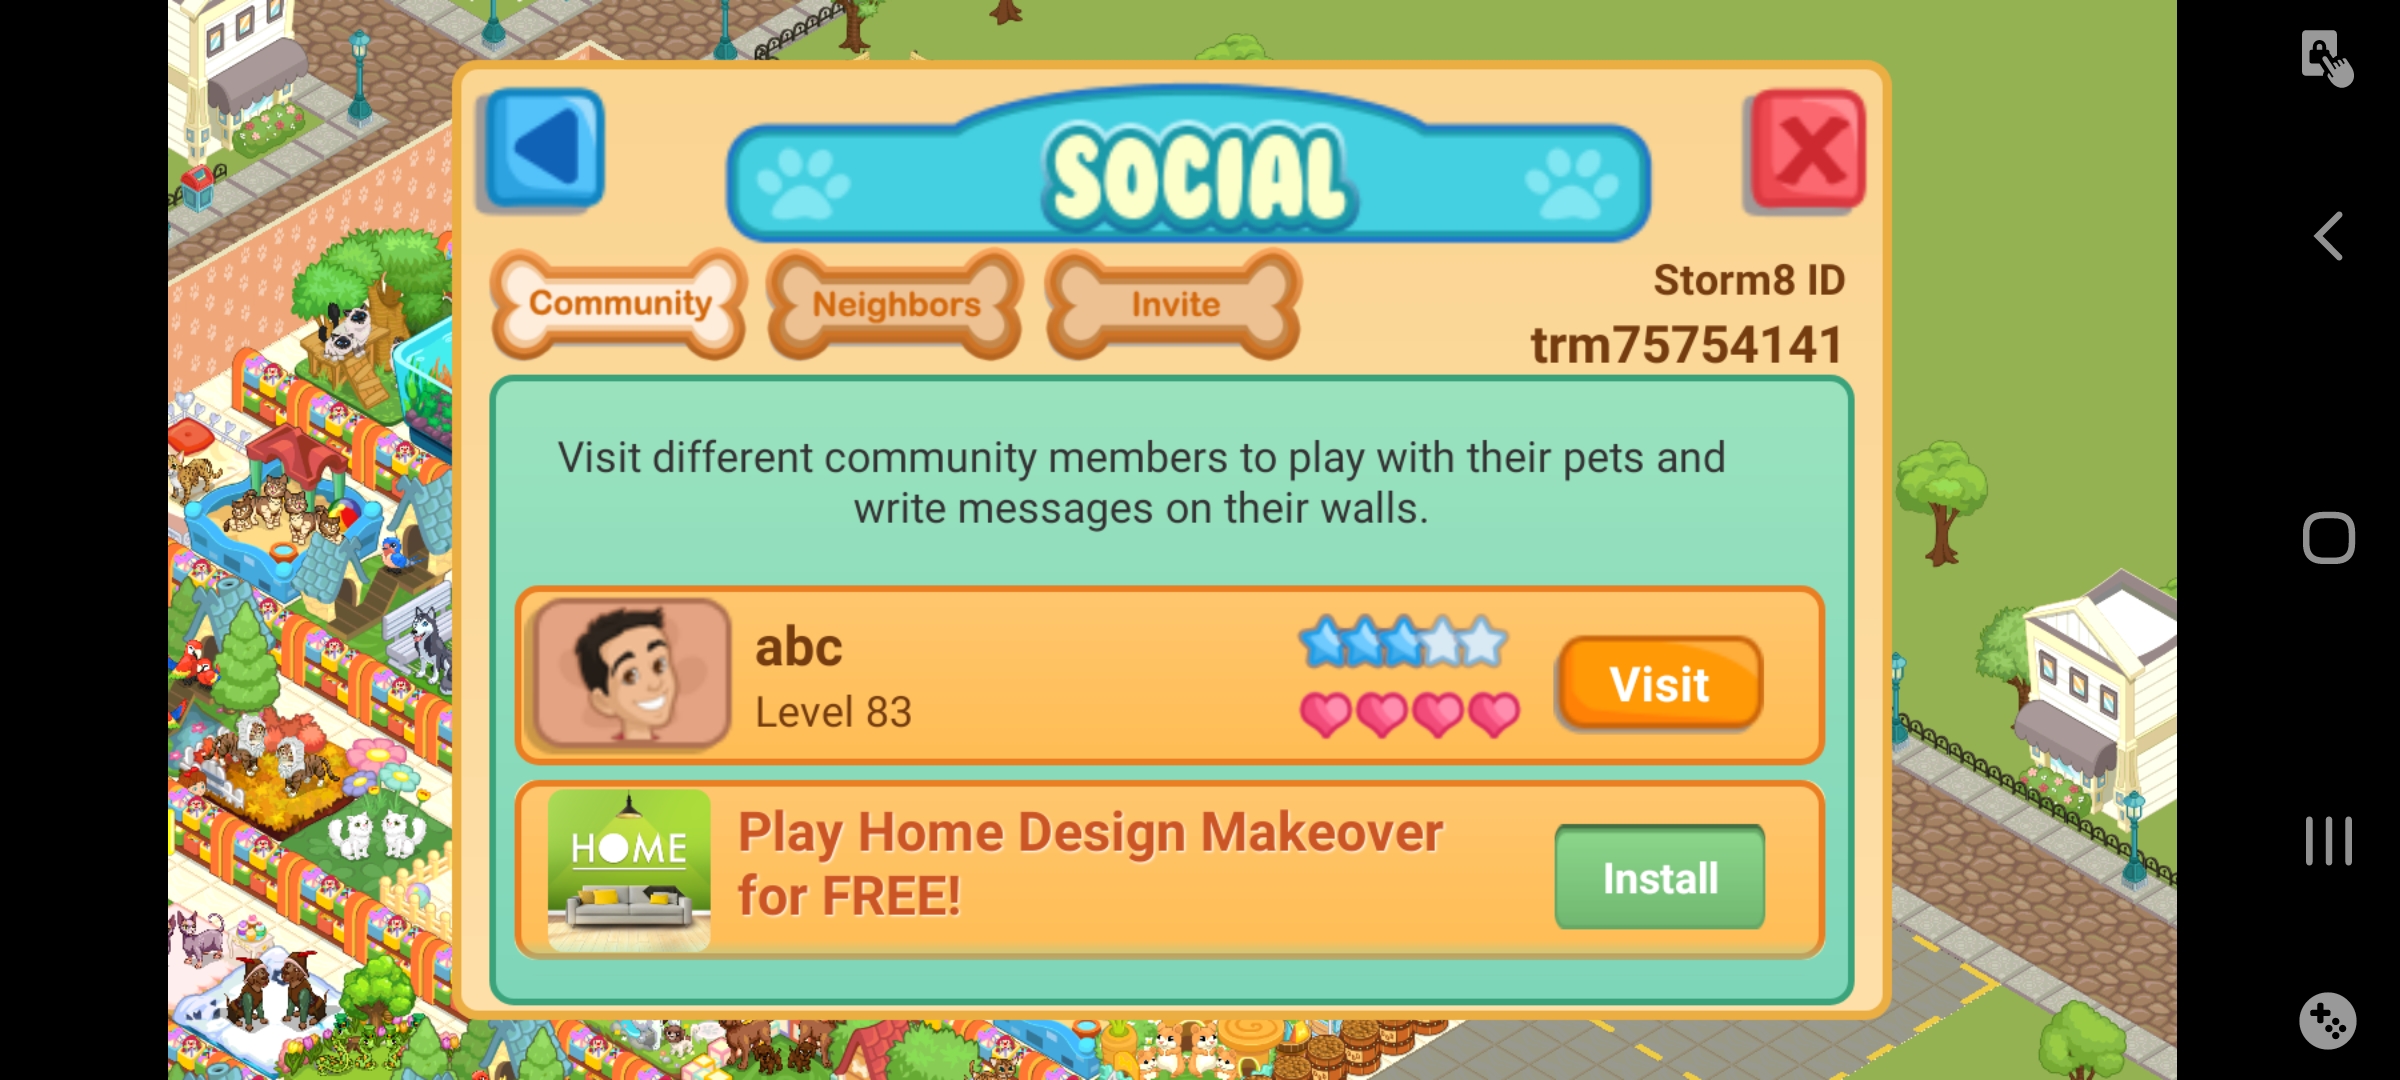 SOCIAL
Community
Neighbors
Invite
Storm8 ID
trm75754141
Visit different community members to play with their pets and
write messages on their walls.
abc
Level 83
Visit
HOME
Play Home Design Makeover
for FREE!
Install